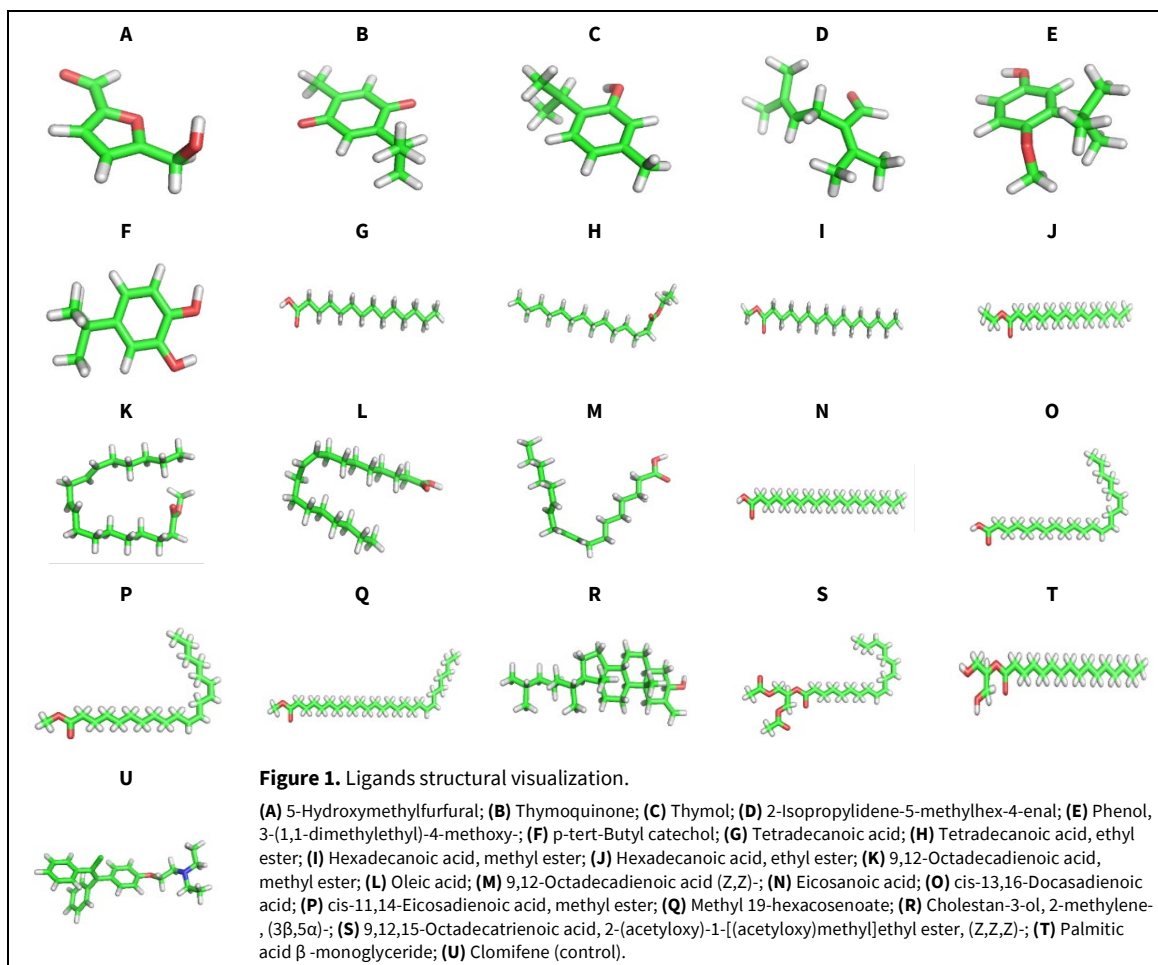 A B C D E
F G H I J
K L M N O
P Q R S T
U
Figure 1. Ligands structural visualization.
(A) 5-Hydroxymethylfurfural; (B) Thymoquinone; (C) Thymol; (D) 2-Isopropylidene-5-methylhex-4-enal; (E) Phenol,
3-(1,1-dimethylethyl)-4-methoxy-; (F) p-tert-Butyl catechol; (G) Tetradecanoic acid; (H) Tetradecanoic acid, ethyl
ester; (I) Hexadecanoic acid, methyl ester; (J) Hexadecanoic acid, ethyl ester; (K) 9,12-Octadecadienoic acid,
methyl ester; (L) Oleic acid; (M) 9,12-Octadecadienoic acid (Z,Z)-; (N) Eicosanoic acid; (O) cis-13,16-Docasadienoic
acid; (P) cis-11,14-Eicosadienoic acid, methyl ester; (Q) Methyl 19-hexacosenoate; (R) Cholestan-3-ol, 2-methylene-
, (3β,5α)-; (S) 9,12,15-Octadecatrienoic acid, 2-(acetyloxy)-1-[(acetyloxy)methyl]ethyl ester, (Z,Z,Z)-; (T) Palmitic
acid β -monoglyceride; (U) Clomifene (control).